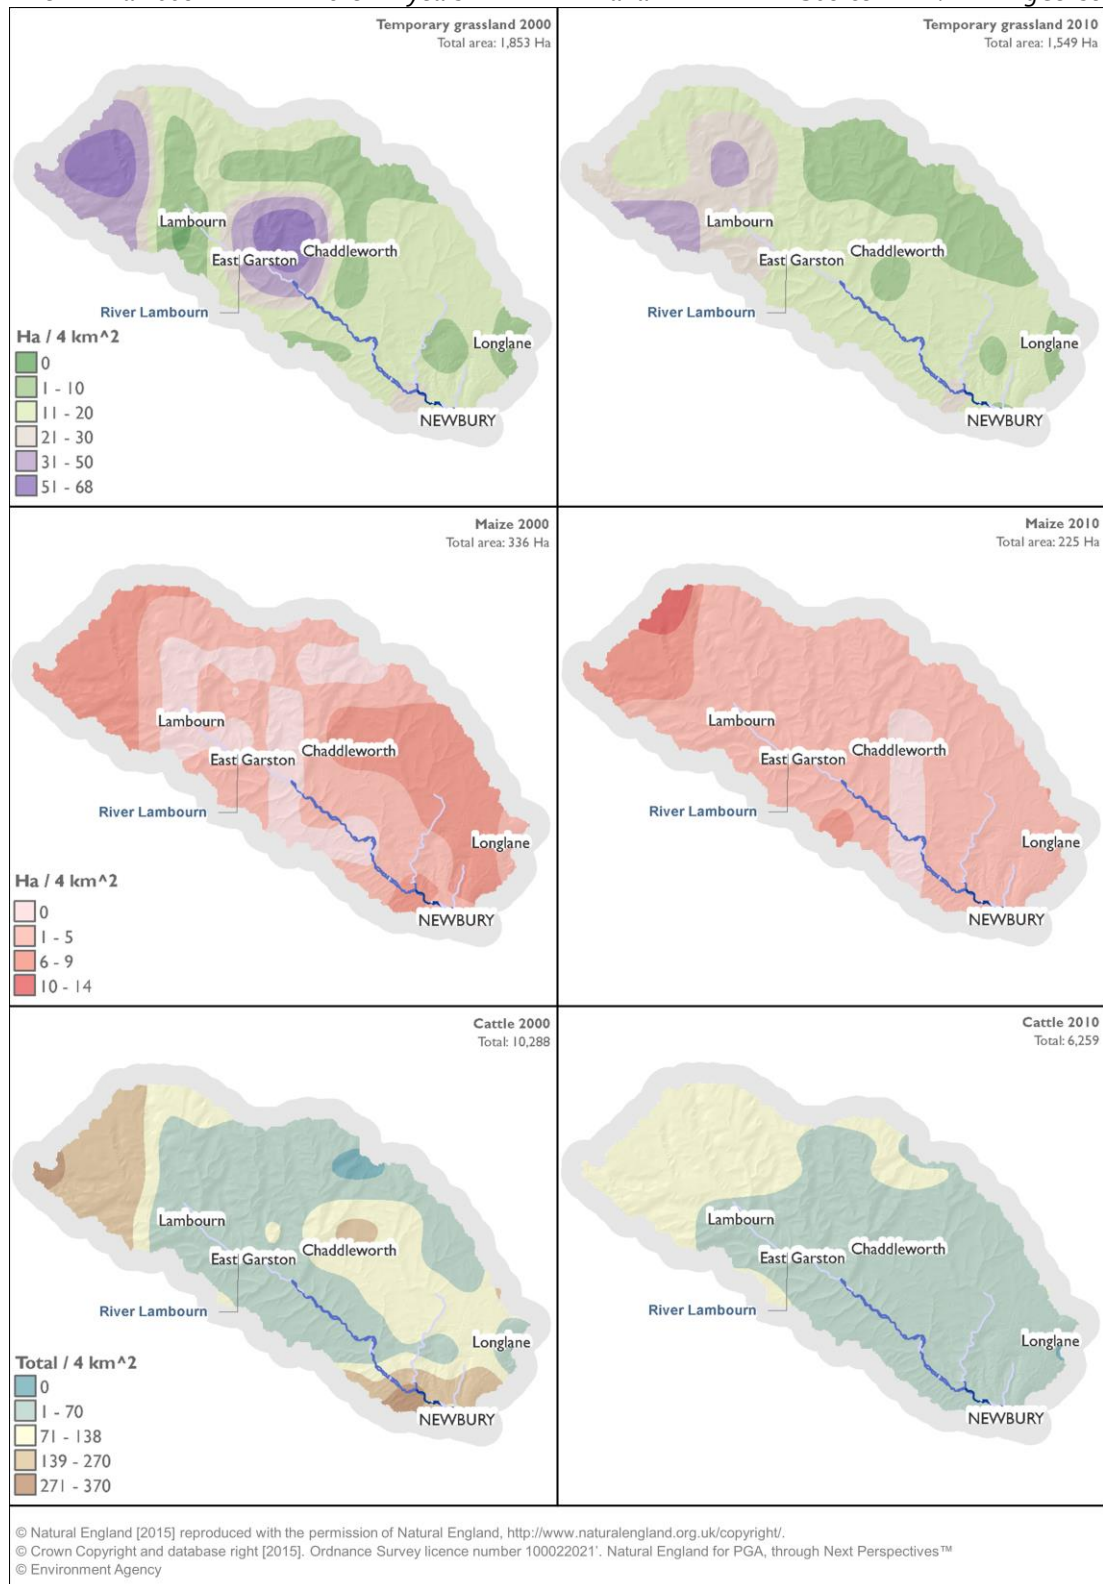 Temporary grassland 2000
Total area: 1,853 Ha
Lambourn
East Garston
Chaddleworth
River Lambourn
Longlane
NEWBURY
Ha / 4 km^2
0
1 - 10
11 - 20
21 - 30
31 - 50
51 - 68
Temporary grassland 2010
Total area: 1,549 Ha
Lambourn
East Garston
Chaddleworth
River Lambourn
Longlane
NEWBURY
Maize 2000
Total area: 336 Ha
Lambourn
East Garston
Chaddleworth
River Lambourn
Longlane
NEWBURY
Ha / 4 km^2
0
1 - 5
6 - 9
10 - 14
Maize 2010
Total area: 225 Ha
Lambourn
East Garston
Chaddleworth
River Lambourn
Longlane
NEWBURY
Cattle 2000
Total: 10,288
Lambourn
East Garston
Chaddleworth
River Lambourn
Longlane
NEWBURY
Total / 4 km^2
0
1 - 70
71 - 138
139 - 270
271 - 370
Cattle 2010
Total: 6,259
Lambourn
East Garston
Chaddleworth
River Lambourn
Longlane
NEWBURY
© Natural England [2015] reproduced with the permission of Natural England, http://www.naturalengland.org.uk/copyright/.
© Crown Copyright and database right [2015]. Ordnance Survey licence number 100022021'. Natural England for PGA, through Next Perspectives™
© Environment Agency